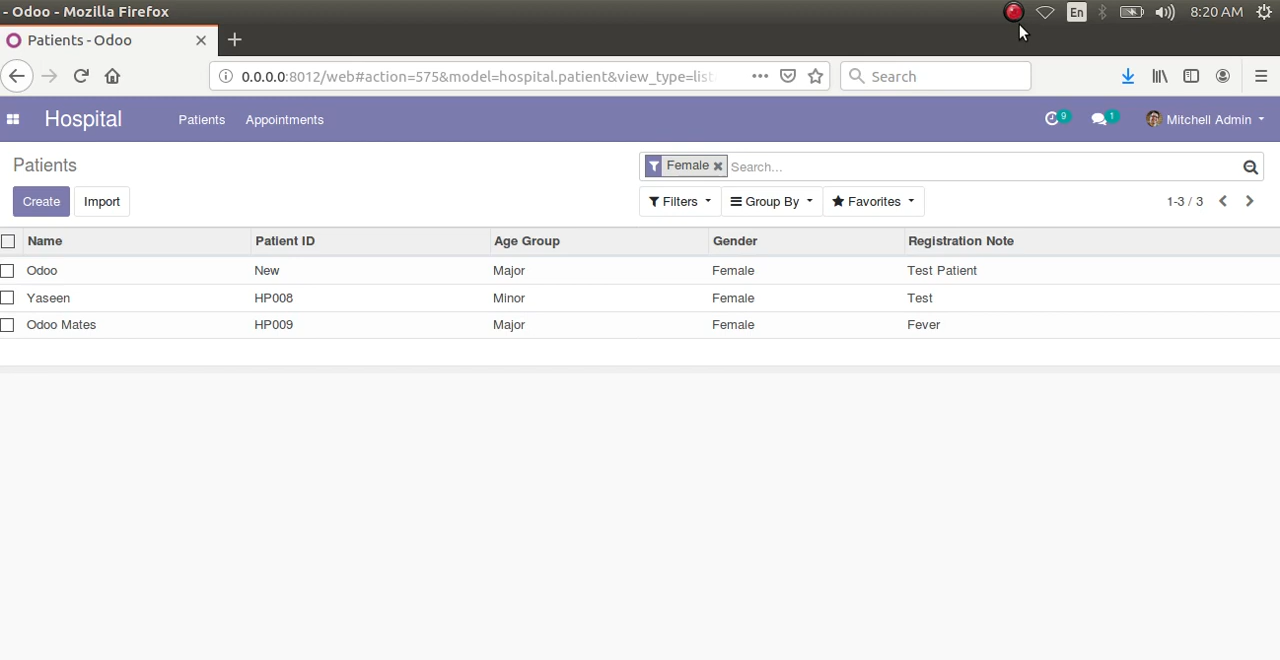 - Odoo - Mozilla Firefox En 8:20 AM
Patients - Odoo
0.0.0.0:8012/web#action=575&model=hospital.patient&view_type=list Search
Hospital Patients Appointments 9 1 Mitchell Admin
Patients Female Search...
Create Import Filters Group By Favorites 1-3 / 3
Name Patient ID Age Group Gender Registration Note
Odoo New Major Female Test Patient
Yaseen HP008 Minor Female Test
Odoo Mates HP009 Major Female Fever